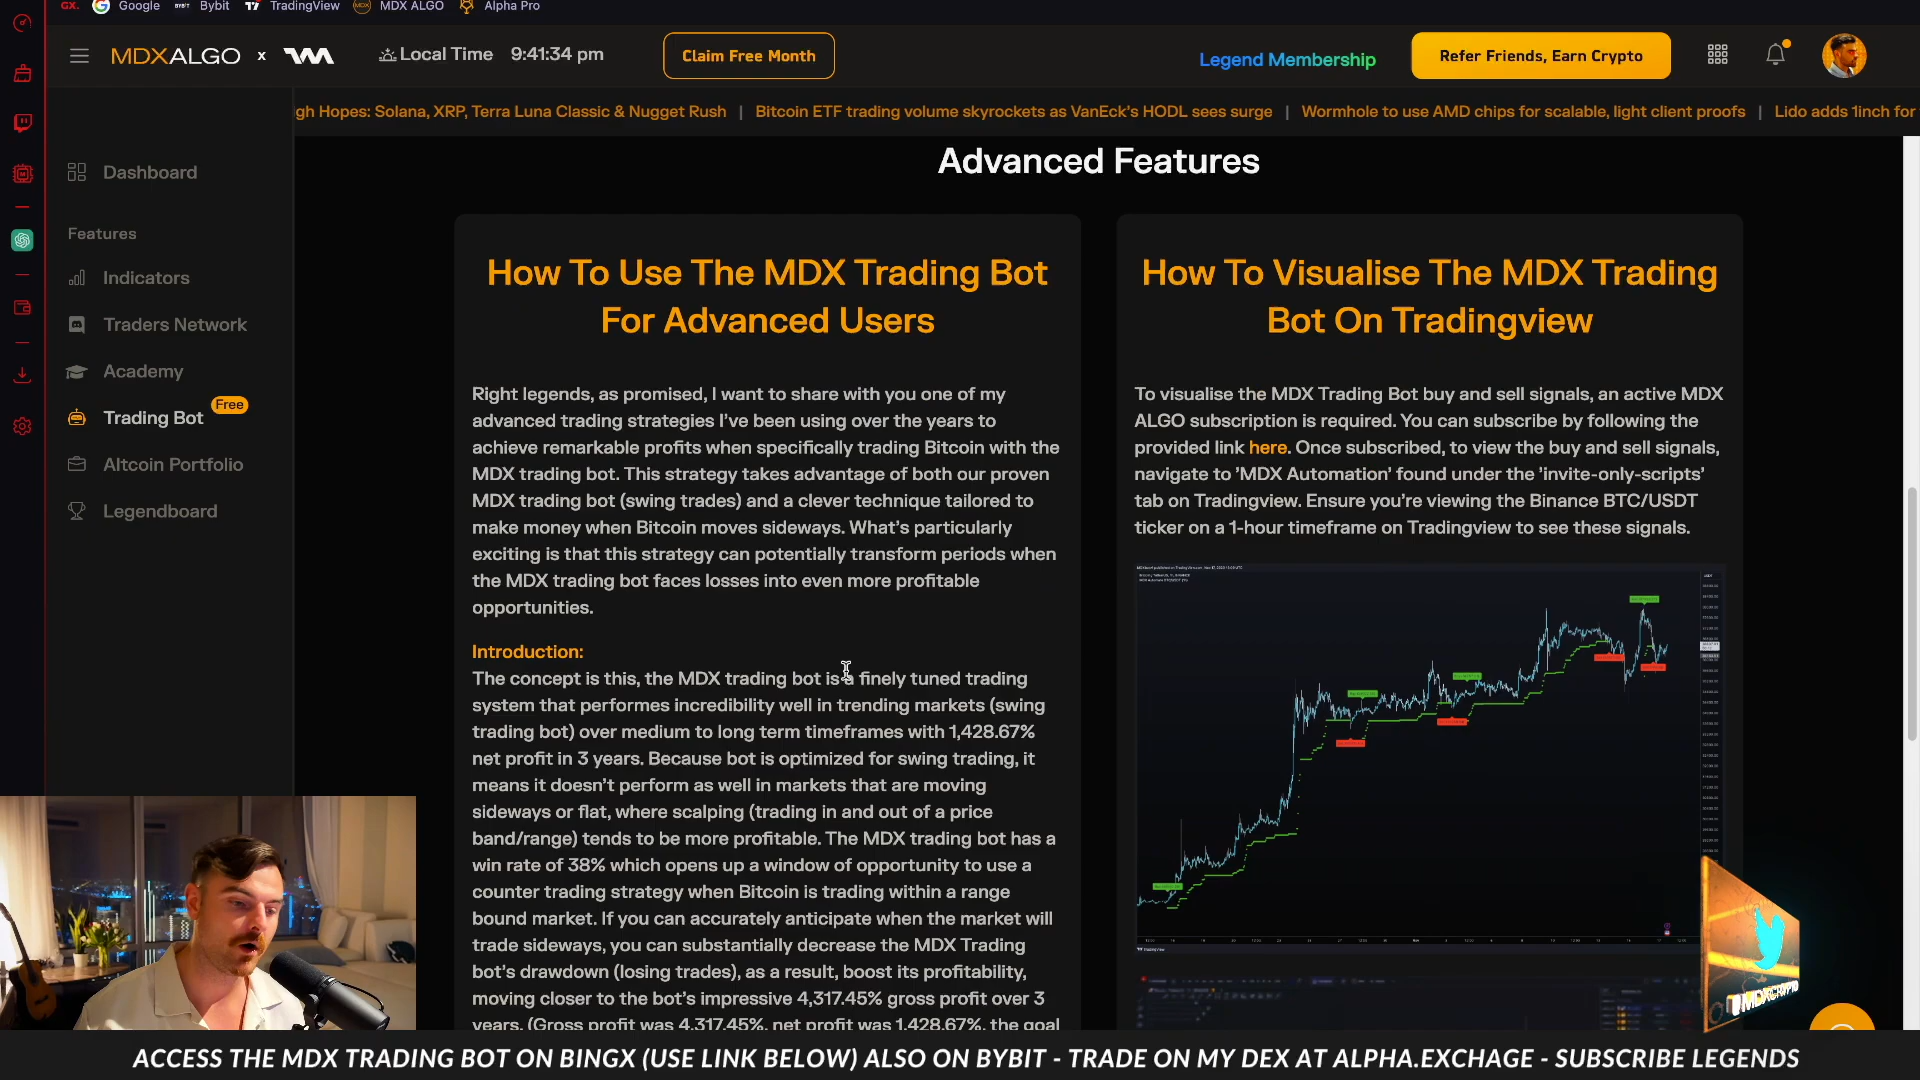 GX.
Google
Bybit
TradingView
MDX ALGO
Alpha Pro
MDXALGO x
Local Time 9:41:34 pm
Claim Free Month
Legend Membership
Refer Friends, Earn Crypto
gh Hopes: Solana, XRP, Terra Luna Classic & Nugget Rush | Bitcoin ETF trading volume skyrockets as VanEck's HODL sees surge | Wormhole to use AMD chips for scalable, light client proofs | Lido adds 1inch for
Dashboard
Features
Indicators
Traders Network
Academy
Trading Bot
Free
Altcoin Portfolio
Legendboard
Advanced Features
How To Use The MDX Trading Bot
For Advanced Users
Right legends, as promised, I want to share with you one of my
advanced trading strategies I've been using over the years to
achieve remarkable profits when specifically trading Bitcoin with the
MDX trading bot. This strategy takes advantage of both our proven
MDX trading bot (swing trades) and a clever technique tailored to
make money when Bitcoin moves sideways. What's particularly
exciting is that this strategy can potentially transform periods when
the MDX trading bot faces losses into even more profitable
opportunities.
Introduction:
The concept is this, the MDX trading bot is a finely tuned trading
system that performes incredibility well in trending markets (swing
trading bot) over medium to long term timeframes with 1,428.67%
net profit in 3 years. Because bot is optimized for swing trading, it
means it doesn't perform as well in markets that are moving
sideways or flat, where scalping (trading in and out of a price
band/range) tends to be more profitable. The MDX trading bot has a
win rate of 38% which opens up a window of opportunity to use a
counter trading strategy when Bitcoin is trading within a range
bound market. If you can accurately anticipate when the market will
trade sideways, you can substantially decrease the MDX Trading
bot's drawdown (losing trades), as a result, boost its profitability,
moving closer to the bot's impressive 4,317.45% gross profit over 3
years. (Gross profit was 4,317.45%, net profit was 1,428.67%, the goal
How To Visualise The MDX Trading
Bot On Tradingview
To visualise the MDX Trading Bot buy and sell signals, an active MDX
ALGO subscription is required. You can subscribe by following the
provided link here. Once subscribed, to view the buy and sell signals,
navigate to 'MDX Automation' found under the 'invite-only-scripts'
tab on Tradingview. Ensure you're viewing the Binance BTC/USDT
ticker on a 1-hour timeframe on Tradingview to see these signals.
@MDXCRYPTO
ACCESS THE MDX TRADING BOT ON BINGX (USE LINK BELOW) ALSO ON BYBIT - TRADE ON MY DEX AT ALPHA.EXCHAGE - SUBSCRIBE LEGENDS